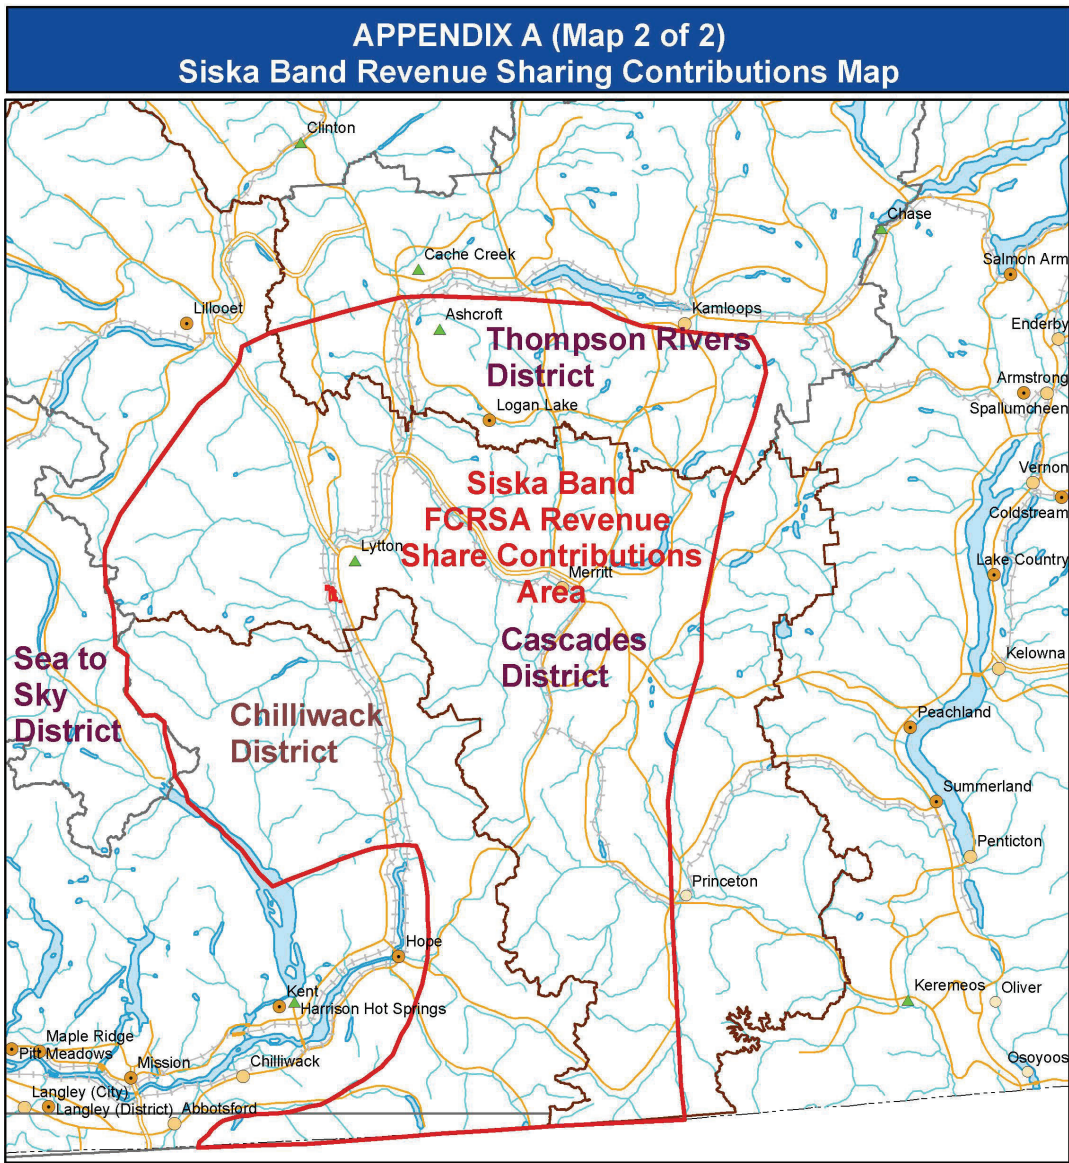 APPENDIX A (Map 2 of 2)
Siska Band Revenue Sharing Contributions Map
Clinton
Chase
Cache Creek
Salmon Arm
Lillooet
Ashcroft
Kamloops
Enderby
Thompson Rivers
District
Armstrong
Spallumcheen
Logan Lake
Vernon
Coldstream
Siska Band
FCRSA Revenue
Share Contributions
Area
Lytton
Merritt
Lake Country
Cascades
District
Kelowna
Sea to
Sky
District
Chilliwack
District
Peachland
Summerland
Penticton
Princeton
Hope
Kent
Harrison Hot Springs
Keremeos
Oliver
Maple Ridge
Pitt Meadows
Mission
Chilliwack
Osoyoos
Langley (City)
Langley (District)
Abbotsford